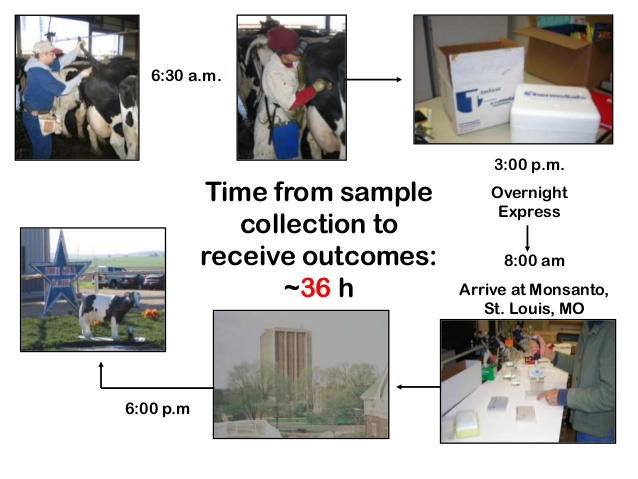 6:30 a.m.
3:00 p.m.
Overnight
Express
8:00 am
Arrive at Monsanto,
St. Louis, MO
Time from sample
collection to
receive outcomes:
~36 h
6:00 p.m